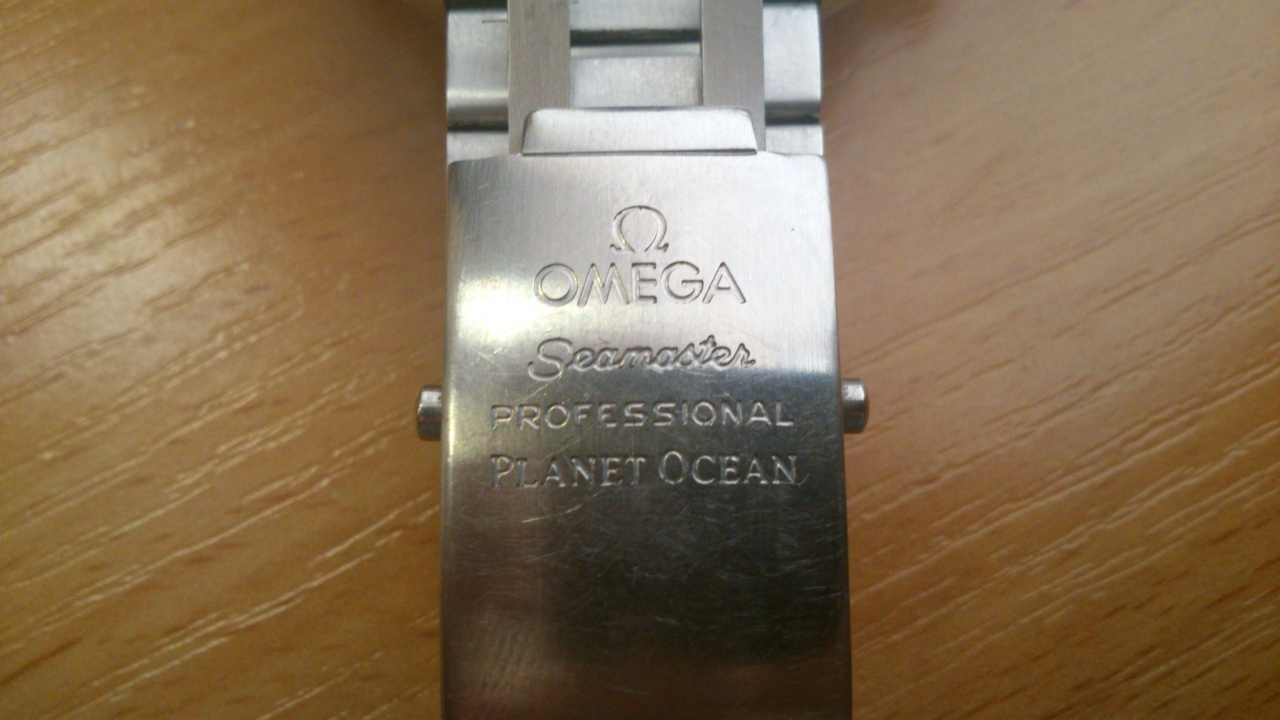 Ω
OMEGA
Seamaster
PROFESSIONAL
PLANET OCEAN